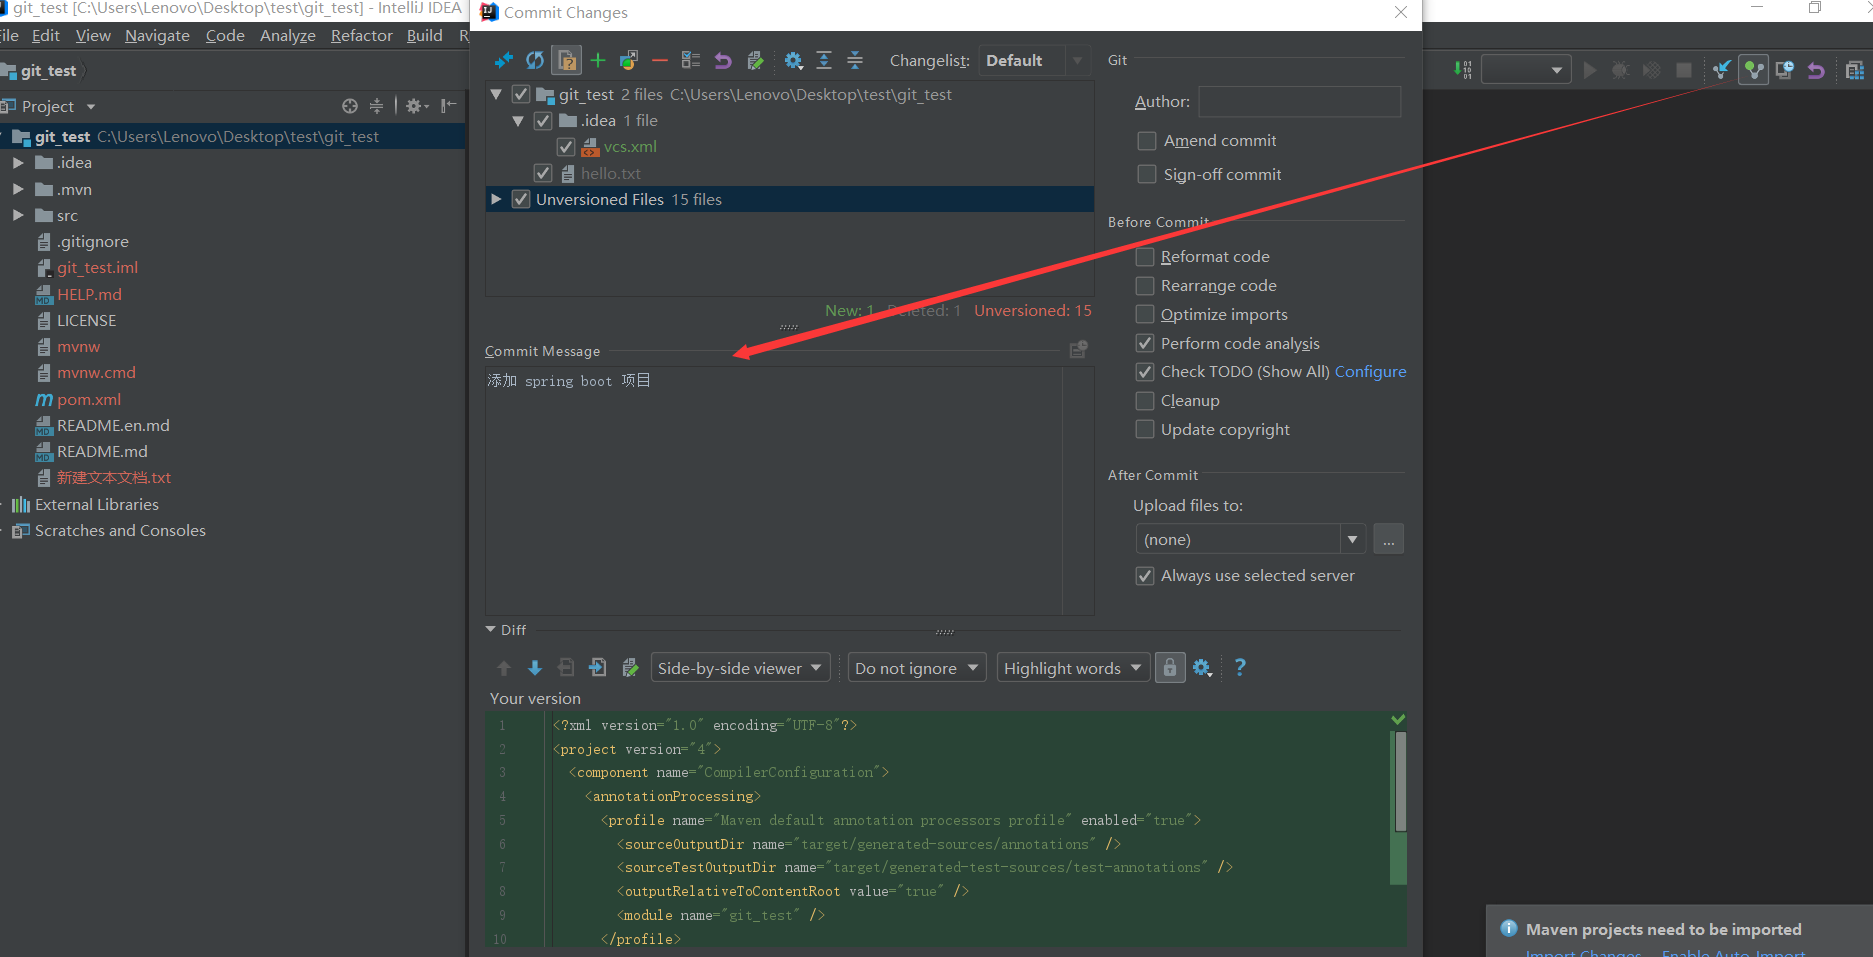 git_test [C:\Users\Lenovo\Desktop\test\git_test] - IntelliJ IDEA
ile Edit View Navigate Code Analyze Refactor Build R
git_test
Project
git_test C:\Users\Lenovo\Desktop\test\git_test
.idea
.mvn
src
.gitignore
git_test.iml
HELP.md
LICENSE
mvnw
mvnw.cmd
pom.xml
README.en.md
README.md
新建文本文档.txt
External Libraries
Scratches and Consoles
Commit Changes
Changelist: Default
git_test 2 files C:\Users\Lenovo\Desktop\test\git_test
.idea 1 file
vcs.xml
hello.txt
Unversioned Files 15 files
New: 1 Deleted: 1 Unversioned: 15
Commit Message
添加 spring boot 项目
Git
Author:
Amend commit
Sign-off commit
Before Commit
Reformat code
Rearrange code
Optimize imports
Perform code analysis
Check TODO (Show All) Configure
Cleanup
Update copyright
After Commit
Upload files to:
(none)
...
Always use selected server
Diff
Side-by-side viewer Do not ignore Highlight words ?
Your version
1 <?xml version="1.0" encoding="UTF-8"?>
2 <project version="4">
3 <component name="CompilerConfiguration">
4 <annotationProcessing>
5 <profile name="Maven default annotation processors profile" enabled="true">
6 <sourceOutputDir name="target/generated-sources/annotations" />
7 <sourceTestOutputDir name="target/generated-test-sources/test-annotations" />
8 <outputRelativeToContentRoot value="true" />
9 <module name="git_test" />
10 </profile>
Maven projects need to be imported
Import Changes Enable Auto-Import